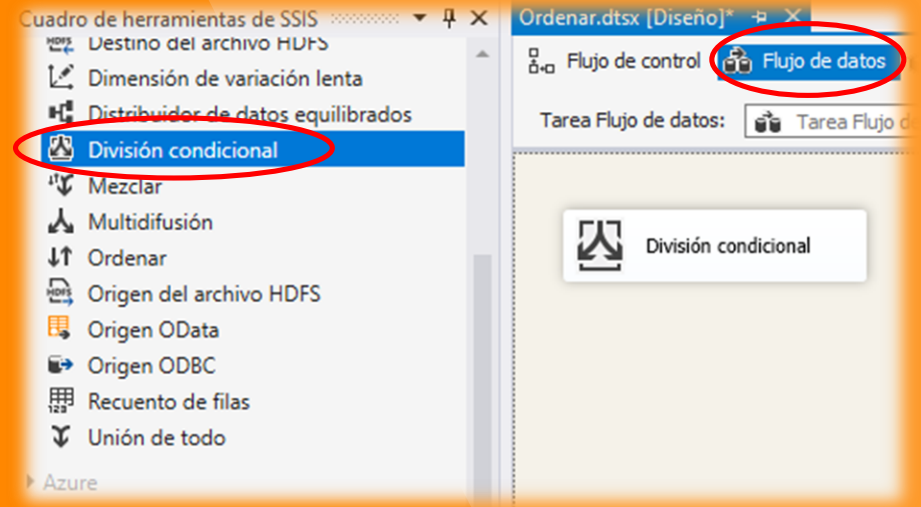 Cuadro de herramientas de SSIS
Destino del archivo HDFS
Dimensión de variación lenta
Distribuidor de datos equilibrados
División condicional
Mezclar
Multidifusión
Ordenar
Origen del archivo HDFS
Origen OData
Origen ODBC
Recuento de filas
Unión de todo
Azure
Ordenar.dtsx [Diseño]*
Flujo de control
Flujo de datos
Tarea Flujo de datos:
Tarea Flujo
División condicional